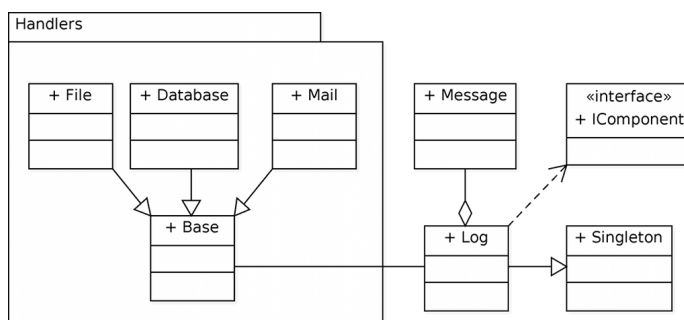 Handlers
+ File
+ Database
+ Mail
+ Message
«interface»
+ IComponent
+ Base
+ Log
+ Singleton